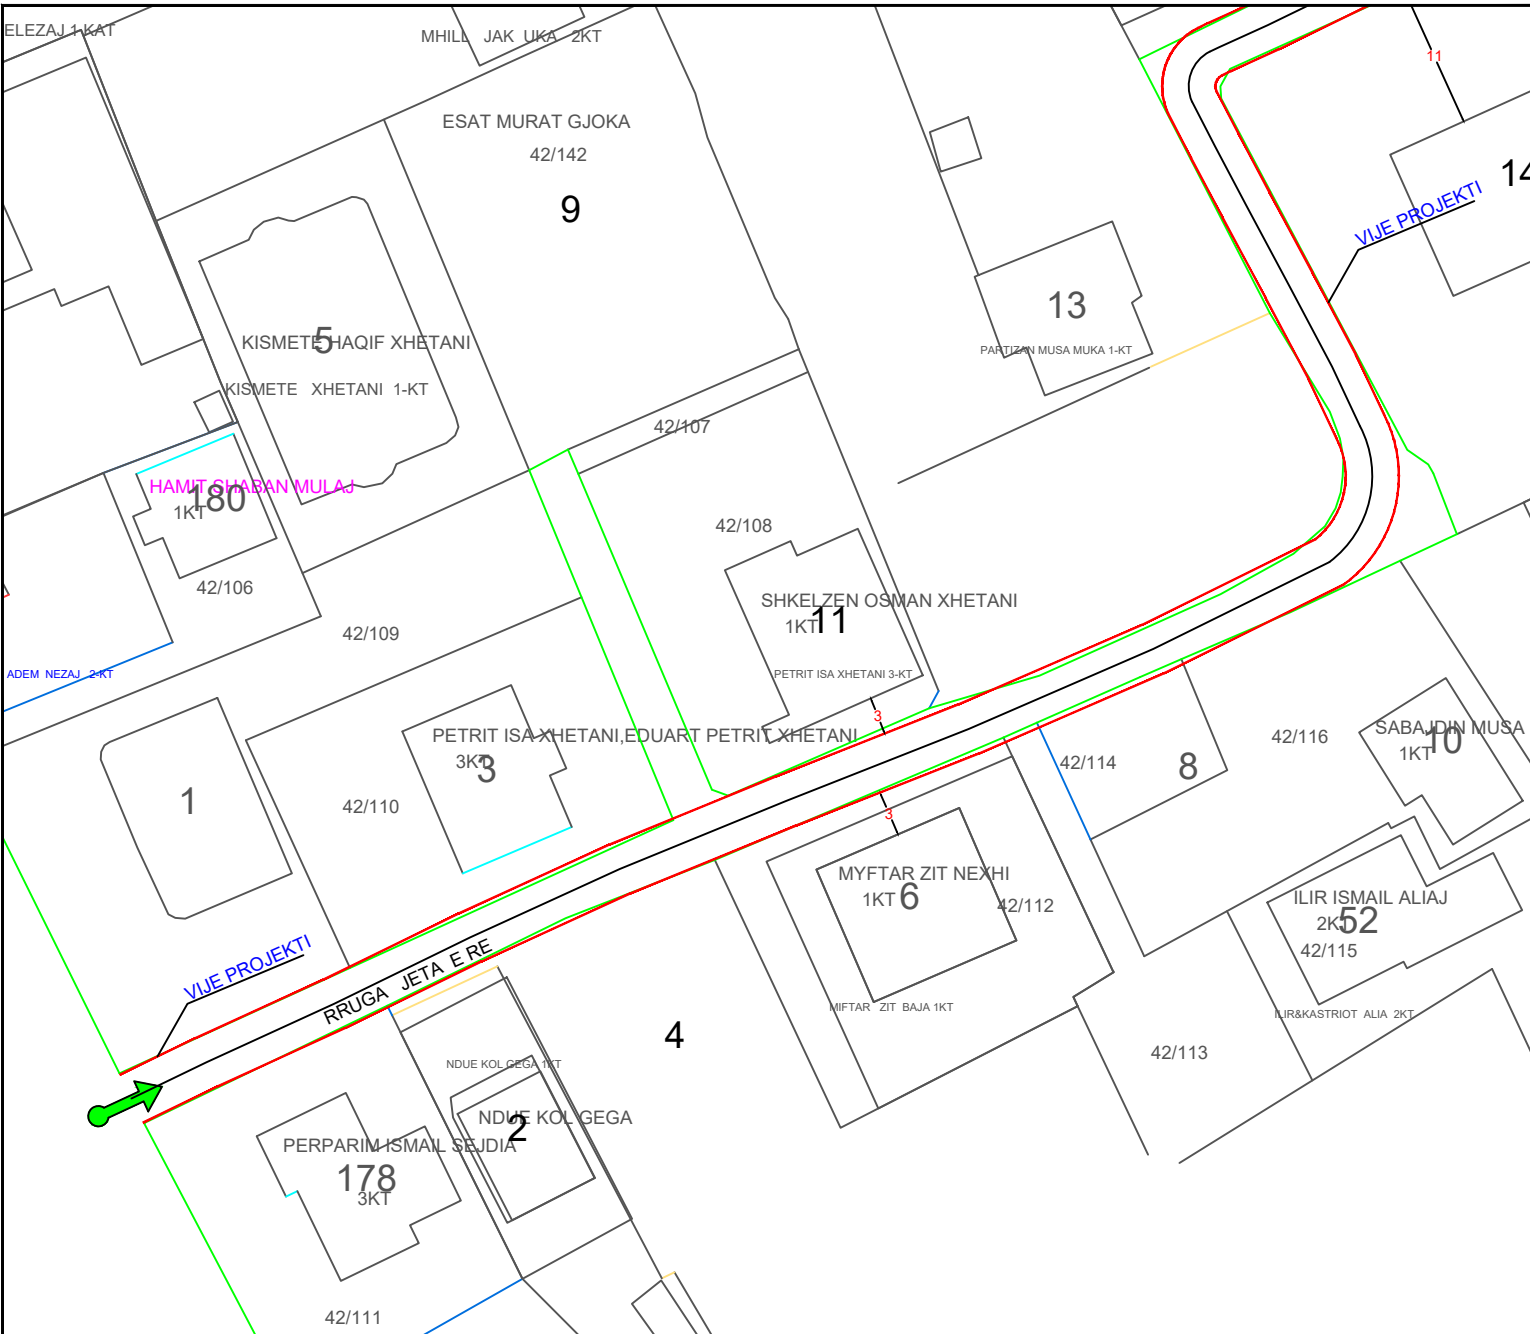 ELEZAJ 1 KAT
MHILL JAK UKA 2KT
11
ESAT MURAT GJOKA
42/142
9
14
VIJE PROJEKTI
13
PARTIZAN MUSA MUKA 1-KT
5
KISMETE HAQIF XHETANI
KISMETE XHETANI 1-KT
42/107
HAMIT SHABAN MULAJ
180
1KT
42/108
42/106
SHKELZEN OSMAN XHETANI
1KT
11
42/109
ADEM NEZAJ 2-KT
PETRIT ISA XHETANI 3-KT
3
PETRIT ISA XHETANI,EDUART PETRIT XHETANI
3KT
3
SABAJDIN MUSA
1KT
10
42/116
42/114
8
1
42/110
3
MYFTAR ZIT NEXHI
1KT
6
42/112
ILIR ISMAIL ALIAJ
2KT
52
42/115
VIJE PROJEKTI
RRUGA JETA E RE
MIFTAR ZIT BAJA 1KT
ILIR&KASTRIOT ALIA 2KT
4
42/113
NDUE KOL GEGA 1KT
NDUE KOL GEGA
2
PERPARIM ISMAIL SEJDIA
178
3KT
42/111